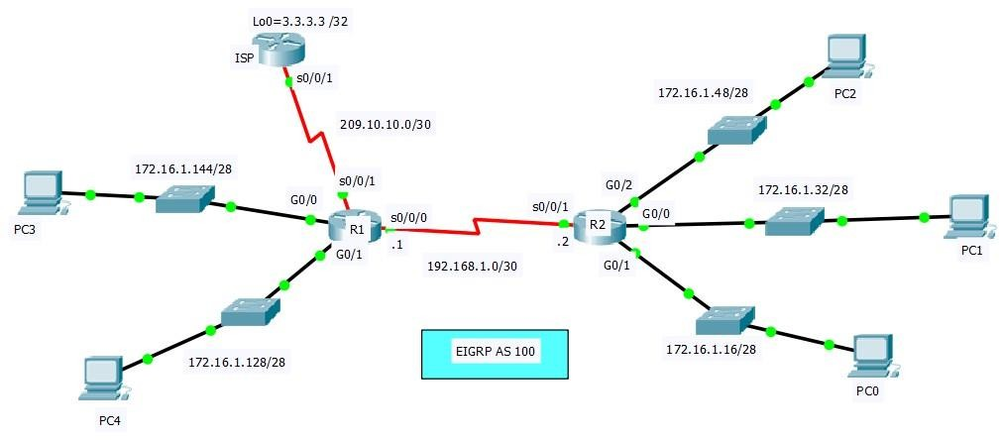 Lo0=3.3.3.3 /32
ISP
s0/0/1
209.10.10.0/30
172.16.1.144/28
PC3
G0/0
s0/0/1
R1
s0/0/0
.1
G0/1
192.168.1.0/30
172.16.1.128/28
PC4
EIGRP AS 100
172.16.1.48/28
PC2
G0/2
s0/0/1
R2
.2
G0/0
172.16.1.32/28
PC1
G0/1
172.16.1.16/28
PC0